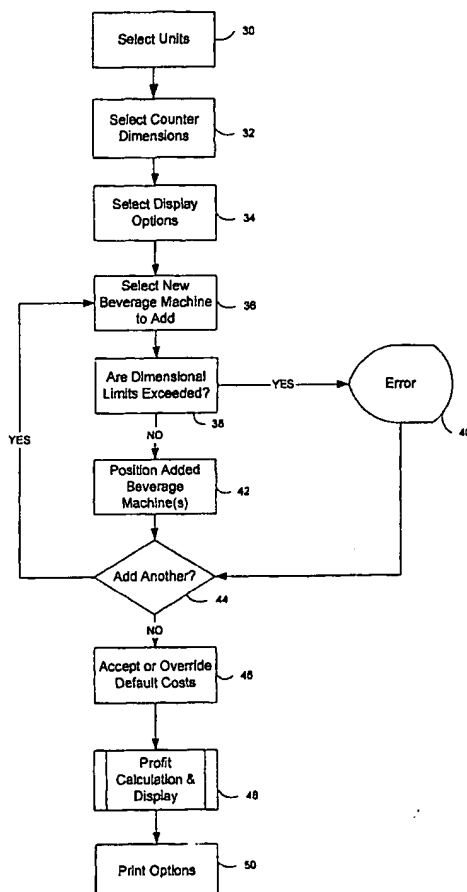 Select Units
30
Select Counter
Dimensions
32
Select Display
Options
34
Select New
Beverage Machine
to Add
36
Are Dimensional
Limits Exceeded?
38
YES
Error
40
YES
NO
Position Added
Beverage
Machine(s)
42
Add Another?
44
NO
Accept or Override
Default Costs
46
Profit
Calculation &
Display
48
Print Options
50